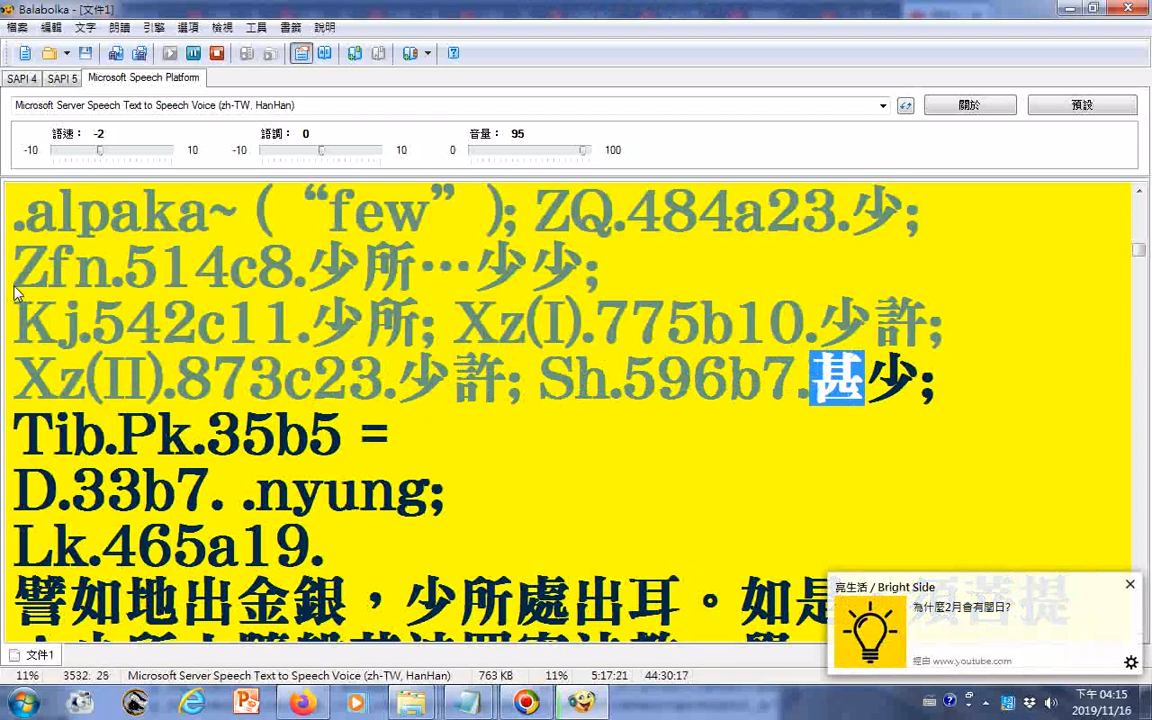 Balabolka - [文件1]
檔案 編輯 文字 朗讀 引擎 選項 檢視 工具 書籤 說明
SAPI 4 SAPI 5 Microsoft Speech Platform
Microsoft Server Speech Text to Speech Voice (zh-TW, HanHan) 關於 預設
語速： -2 語調： 0 音量： 95
-10 10 -10 10 0 100
.alpaka~ (“few”); ZQ.484a23.少;
Zfn.514c8.少所…少少;
Kj.542c11.少所; Xz(I).775b10.少許;
Xz(II).873c23.少許; Sh.596b7.甚少;
Tib.Pk.35b5 =
D.33b7. .nyung;
Lk.465a19.
譬如地出金銀，少所處出耳。如是，須菩提
亮生活 / Bright Side
為什麼2月會有閏日?
經由 www.youtube.com
文件1
11% 3532: 28 Microsoft Server Speech Text to Speech Voice (zh-TW, HanHan) 763 KB 11% 5:17:21 44:30:17
下午 04:15
2019/11/16